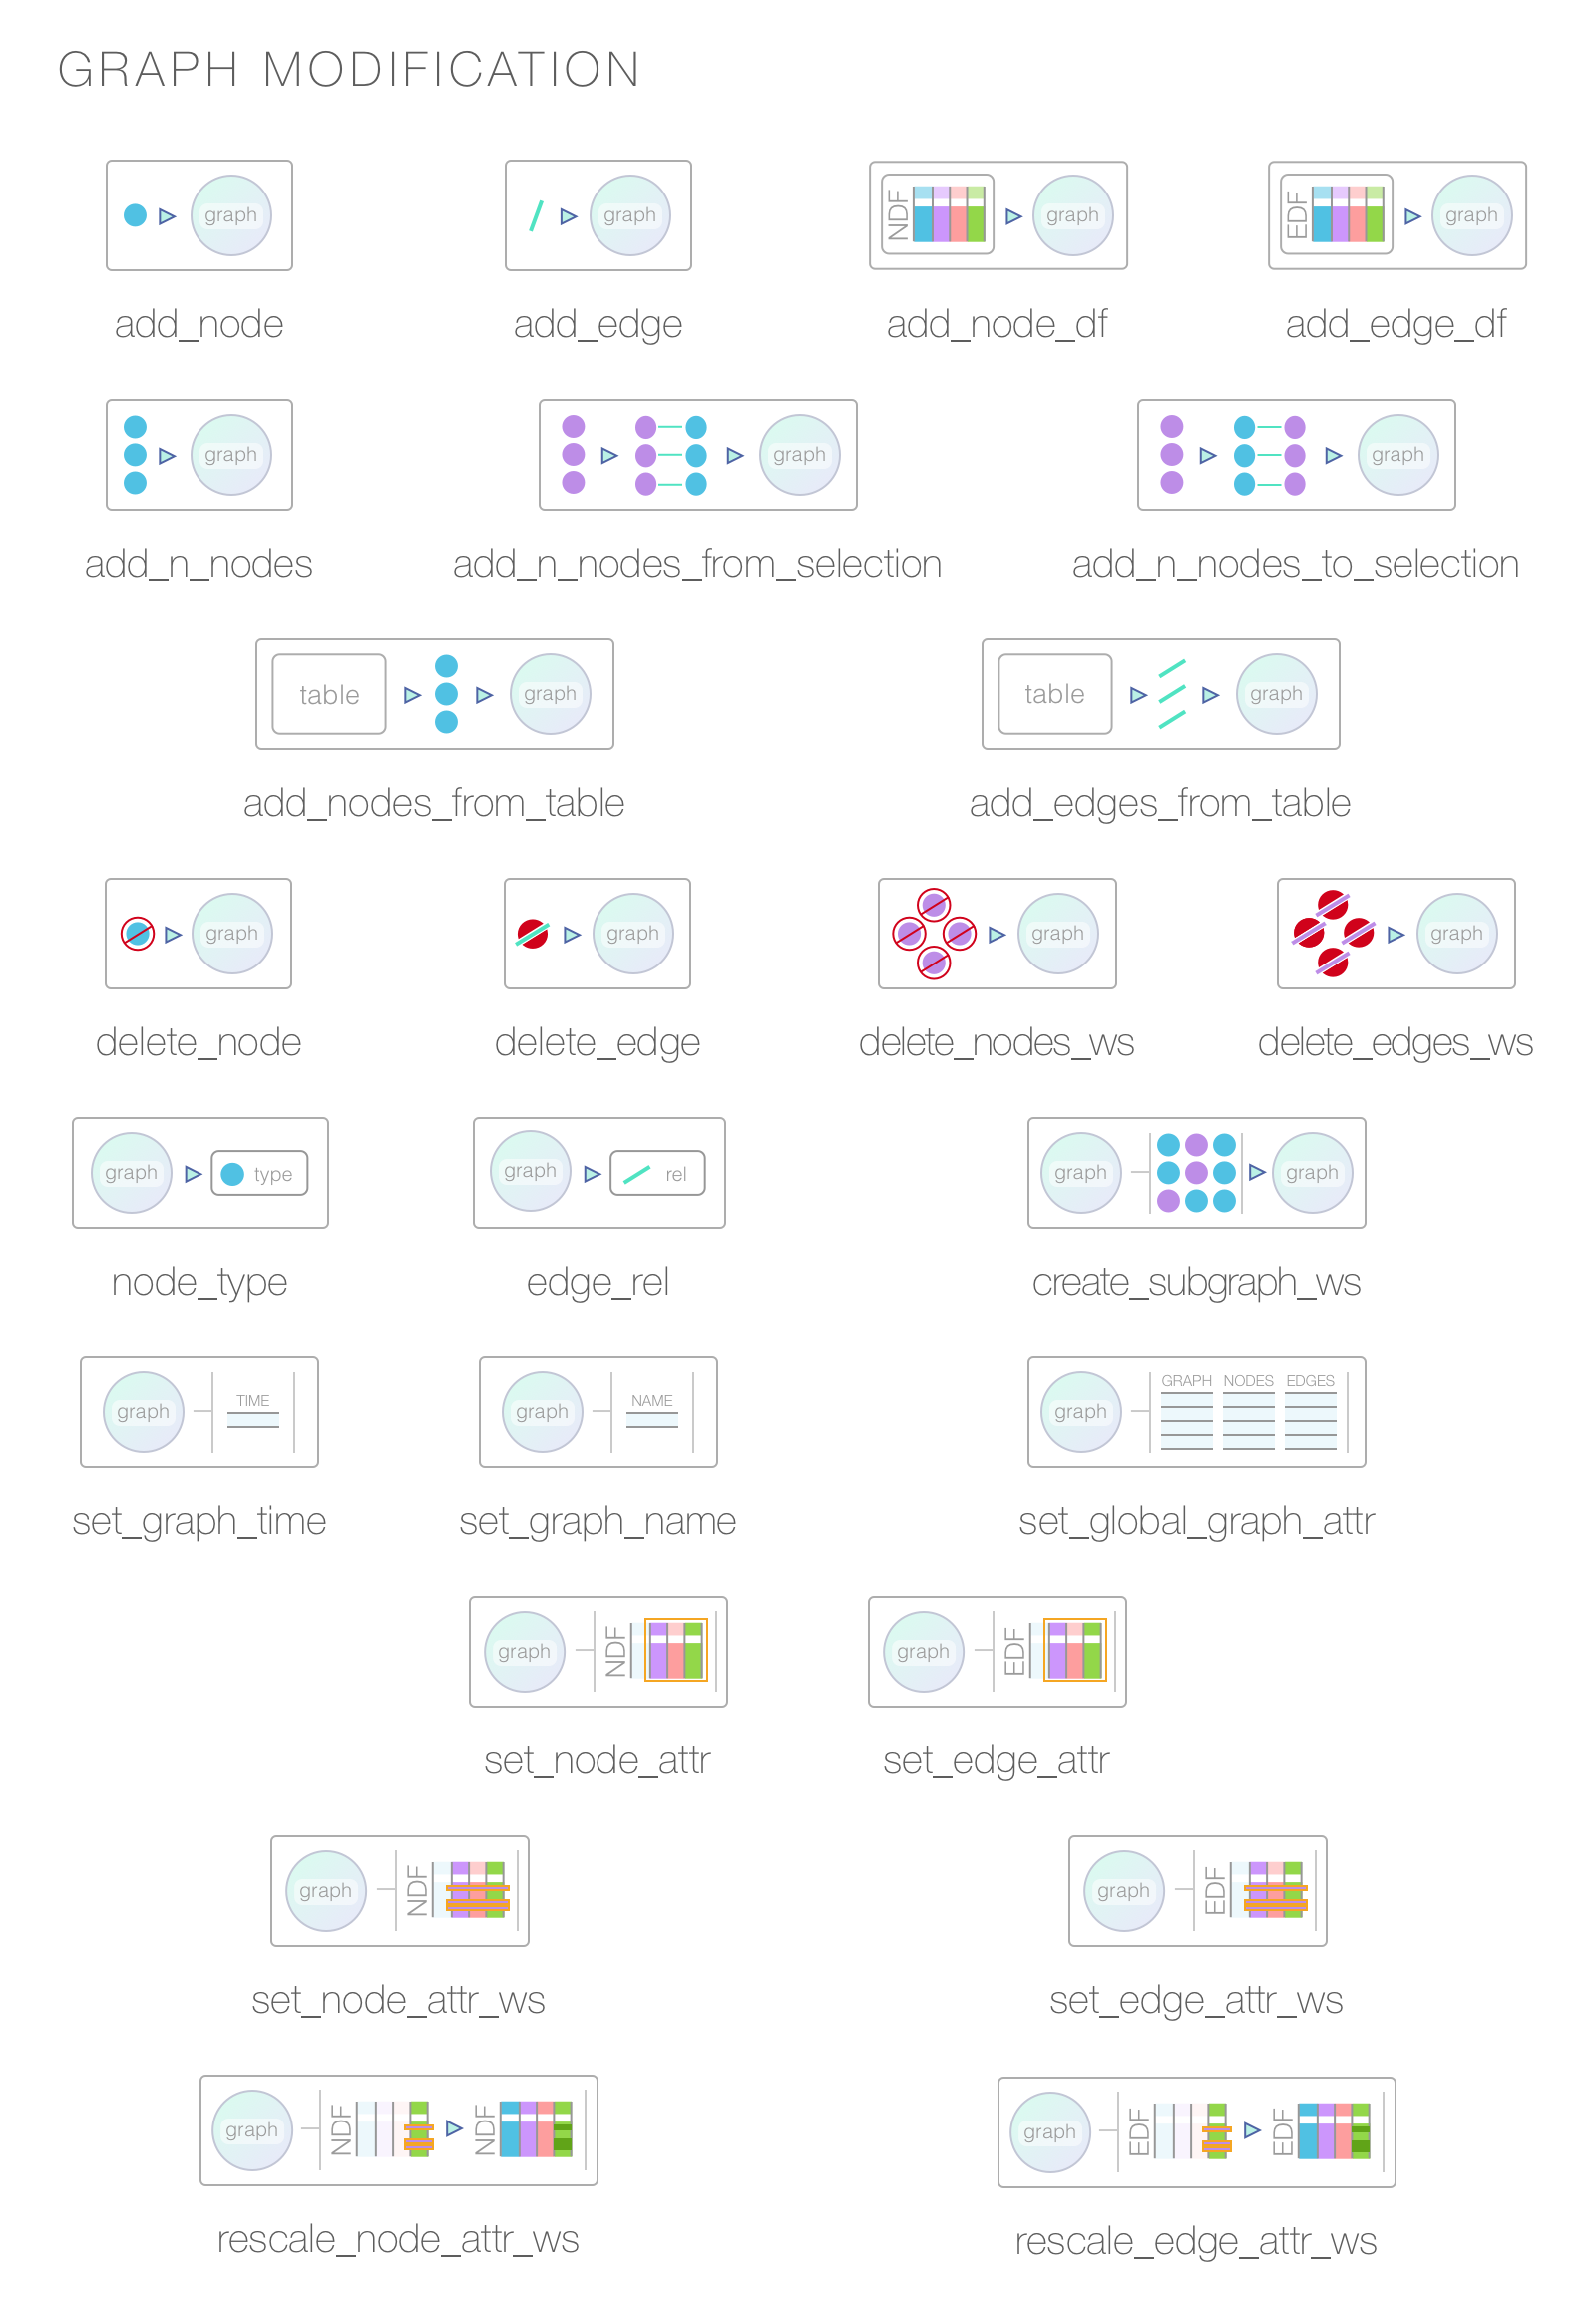 GRAPH MODIFICATION
graph
graph
NDF graph
EDF graph
add_node
add_edge
add_node_df
add_edge_df
graph
graph
graph
add_n_nodes
add_n_nodes_from_selection
add_n_nodes_to_selection
table graph
table graph
add_nodes_from_table
add_edges_from_table
graph
graph
graph
graph
delete_node
delete_edge
delete_nodes_ws
delete_edges_ws
graph type
graph rel
graph graph
node_type
edge_rel
create_subgraph_ws
graph TIME
graph NAME
graph GRAPH NODES EDGES
set_graph_time
set_graph_name
set_global_graph_attr
graph NDF
graph EDF
set_node_attr
set_edge_attr
graph NDF
graph EDF
set_node_attr_ws
set_edge_attr_ws
graph NDF NDF
graph EDF EDF
rescale_node_attr_ws
rescale_edge_attr_ws